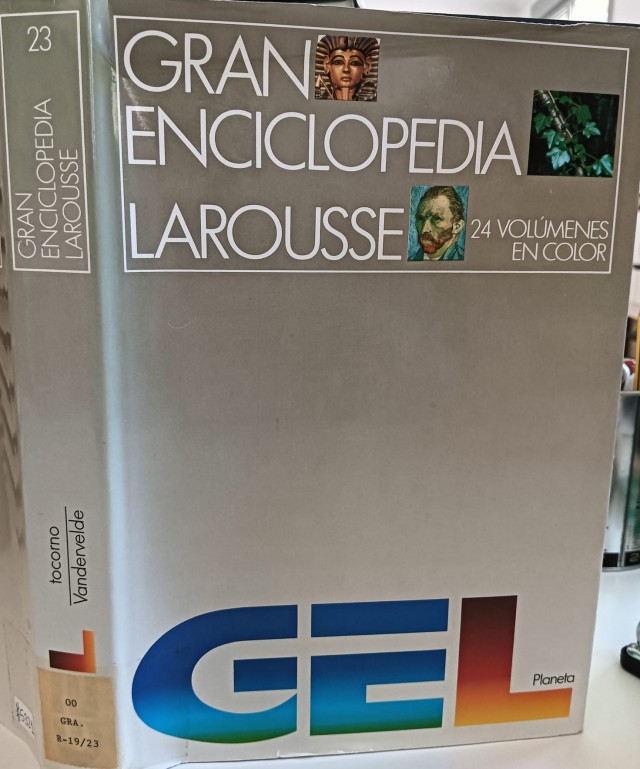 23
GRAN
ENCICLOPEDIA
LAROUSSE
tocorno
Vandervelde
L
00
GRA.
R-19/23
GRAN
ENCICLOPEDIA
LAROUSSE
24 VOLÚMENES
EN COLOR
GEL
Planeta